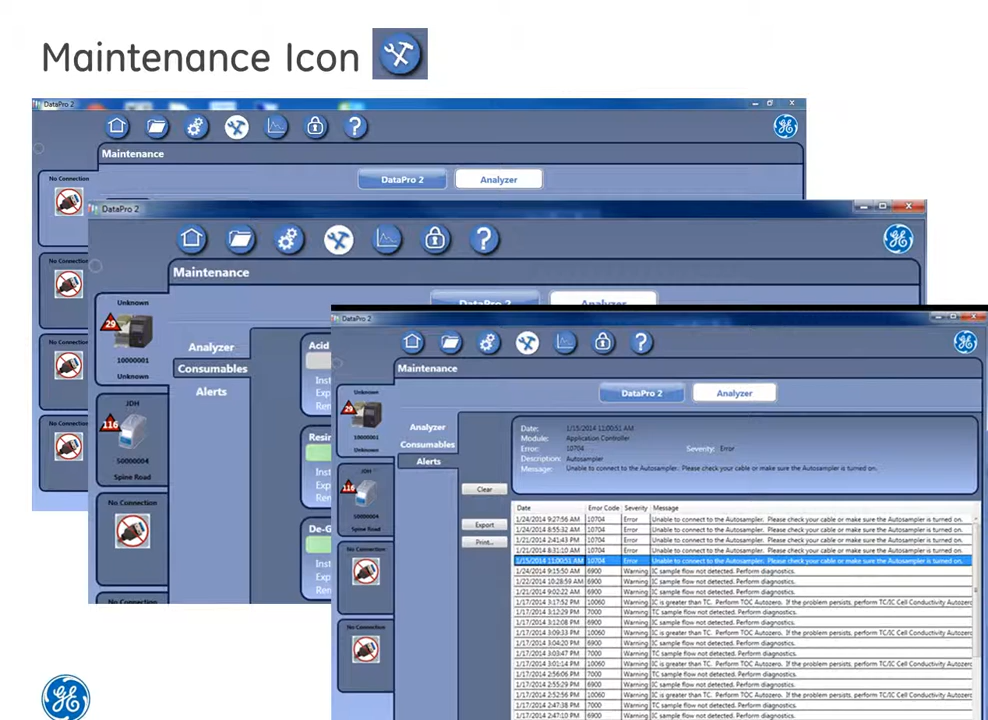 Maintenance Icon
DataPro 2
Maintenance
DataPro 2
Analyzer
No Connection
No Connection
No Connection
No Connection
DataPro 2
Maintenance
DataPro 2
Analyzer
Unknown
29
10000001
Unknown
JDH
116
50000004
Spine Road
No Connection
No Connection
Analyzer
Consumables
Alerts
Acid
Inst
Exp
Ren
Resin
Inst
Exp
Ren
De-G
Inst
Exp
Ren
DataPro 2
Maintenance
DataPro 2
Analyzer
Unknown
29
10000001
Unknown
JDH
116
50000004
Spine Road
No Connection
No Connection
Analyzer
Consumables
Alerts
Date: 1/15/2014 11:00:51 AM
Module: Application Controller
Error: 10704 Severity: Error
Description: Autosampler
Message: Unable to connect to the Autosampler. Please check your cable or make sure the Autosampler is turned on.
Clear
Export
Print...
Date Error Code Severity Message
1/24/2014 9:27:56 AM 10704 Error Unable to connect to the Autosampler. Please check your cable or make sure the Autosampler is turned on.
1/24/2014 8:55:32 AM 10704 Error Unable to connect to the Autosampler. Please check your cable or make sure the Autosampler is turned on.
1/21/2014 2:41:43 PM 10704 Error Unable to connect to the Autosampler. Please check your cable or make sure the Autosampler is turned on.
1/21/2014 8:31:10 AM 10704 Error Unable to connect to the Autosampler. Please check your cable or make sure the Autosampler is turned on.
1/15/2014 11:00:51 AM 10704 Error Unable to connect to the Autosampler. Please check your cable or make sure the Autosampler is turned on.
1/24/2014 9:15:50 AM 6900 Warning IC sample flow not detected. Perform diagnostics.
1/22/2014 10:28:59 AM 6900 Warning IC sample flow not detected. Perform diagnostics.
1/21/2014 9:02:22 AM 6900 Warning IC sample flow not detected. Perform diagnostics.
1/17/2014 3:17:52 PM 10060 Warning IC is greater than TC. Perform TOC Autozero. If the problem persists, perform TC/IC Cell Conductivity Autozero
1/17/2014 3:12:29 PM 7000 Warning TC sample flow not detected. Perform diagnostics.
1/17/2014 3:12:08 PM 6900 Warning IC sample flow not detected. Perform diagnostics.
1/17/2014 3:09:33 PM 10060 Warning IC is greater than TC. Perform TOC Autozero. If the problem persists, perform TC/IC Cell Conductivity Autozero
1/17/2014 3:04:20 PM 6900 Warning IC sample flow not detected. Perform diagnostics.
1/17/2014 3:03:47 PM 7000 Warning TC sample flow not detected. Perform diagnostics.
1/17/2014 3:01:14 PM 10060 Warning IC is greater than TC. Perform TOC Autozero. If the problem persists, perform TC/IC Cell Conductivity Autozero
1/17/2014 2:56:06 PM 7000 Warning TC sample flow not detected. Perform diagnostics.
1/17/2014 2:55:29 PM 6900 Warning IC sample flow not detected. Perform diagnostics.
1/17/2014 2:52:56 PM 10060 Warning IC is greater than TC. Perform TOC Autozero. If the problem persists, perform TC/IC Cell Conductivity Autozero
1/17/2014 2:47:38 PM 7000 Warning TC sample flow not detected. Perform diagnostics.
1/17/2014 2:47:10 PM 6900 Warning IC sample flow not detected. Perform diagnostics.